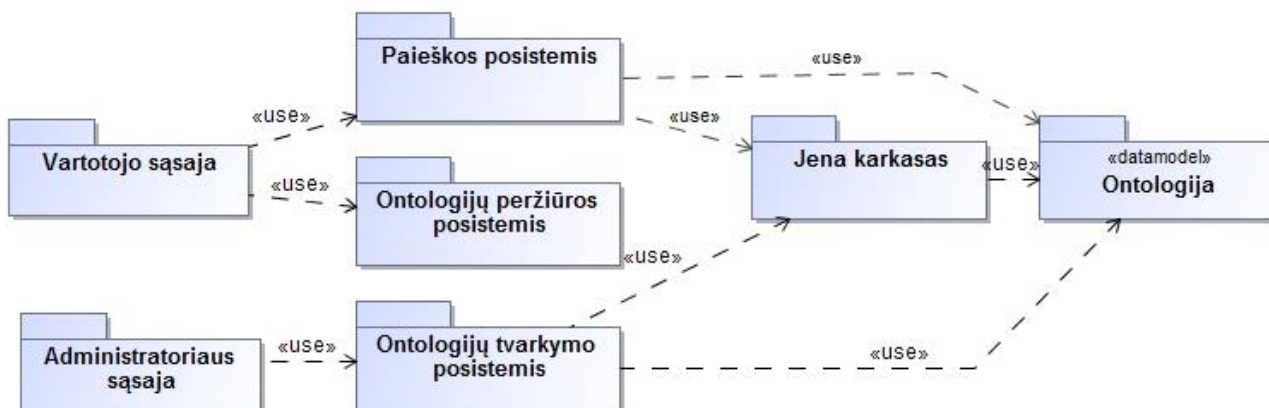 Paieškos posistemis
«use»
«use»
«use»
Vartotojo sąsaja
«use»
Jena karkasas
«use»
«datamodel»
Ontologija
Ontologijų peržiūros
posistemis
«use»
Administratoriaus
sąsaja
«use»
Ontologijų tvarkymo
posistemis
«use»